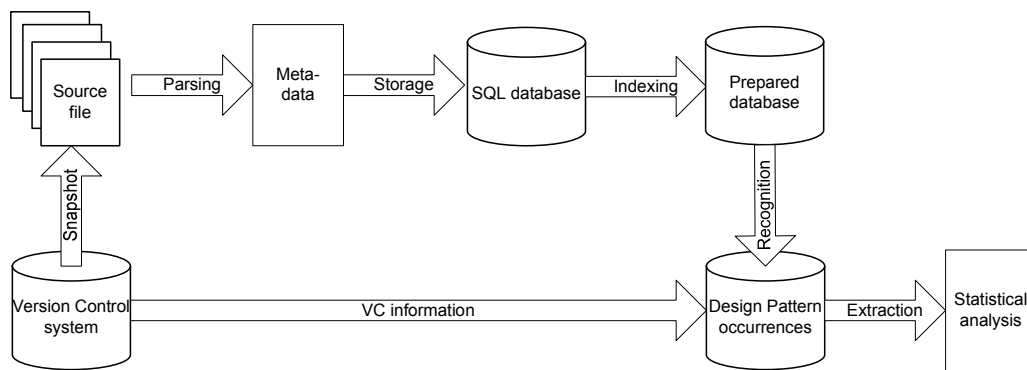 Source
file
Parsing
Meta-
data
Storage
SQL database
Indexing
Prepared
database
Snapshot
Recognition
Version Control
system
VC information
Design Pattern
occurrences
Extraction
Statistical
analysis